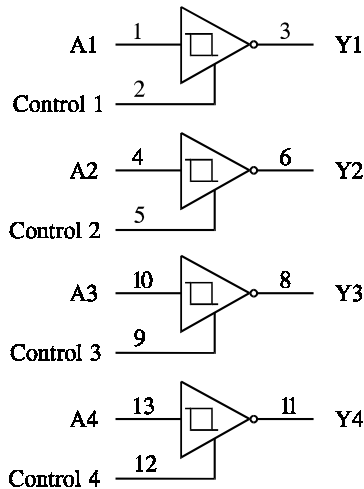 A1 1 3 Y1
Control 1 2
A2 4 6 Y2
Control 2 5
A3 10 8 Y3
Control 3 9
A4 13 11 Y4
Control 4 12